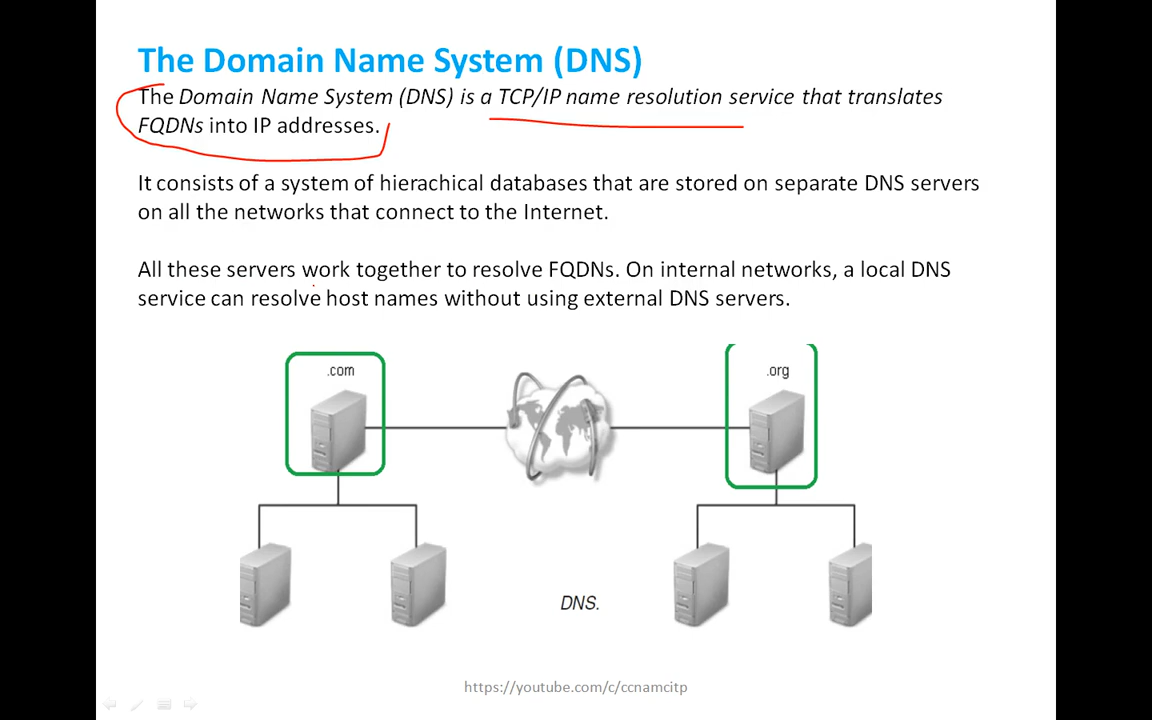 The Domain Name System (DNS)
The Domain Name System (DNS) is a TCP/IP name resolution service that translates
FQDNs into IP addresses.
It consists of a system of hierachical databases that are stored on separate DNS servers
on all the networks that connect to the Internet.
All these servers work together to resolve FQDNs. On internal networks, a local DNS
service can resolve host names without using external DNS servers.
.com
.org
DNS.
https://youtube.com/c/ccnamcitp